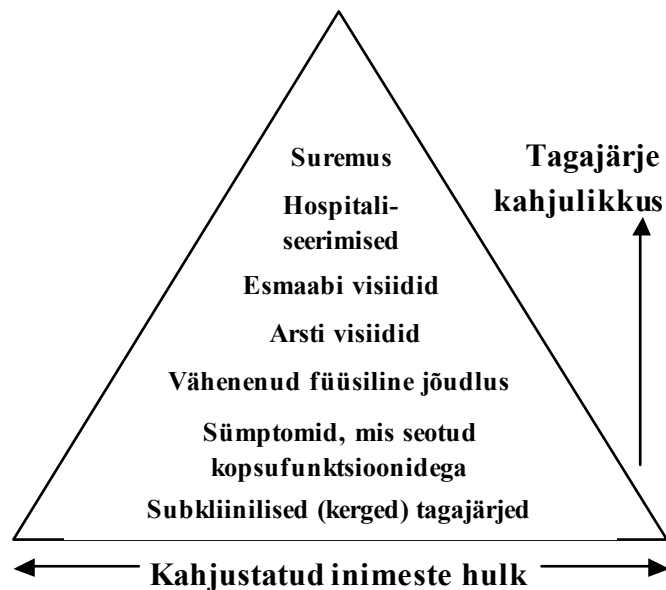 Suremus
Hospitali-
seerimised
Esmaabi visiidid
Arsti visiidid
Vähenenud füüsiline jõudlus
Sümptomid, mis seotud
kopsufunktsioonidega
Subkliinilised (kerged) tagajärjed
Tagajärje
kahjulikkus
Kahjustatud inimeste hulk